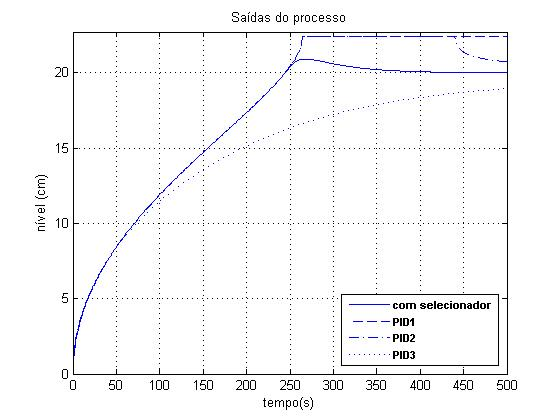 Saídas do processo
nível (cm)
20
15
10
5
0
0 50 100 150 200 250 300 350 400 450 500
tempo(s)
com selecionador
PID1
PID2
PID3